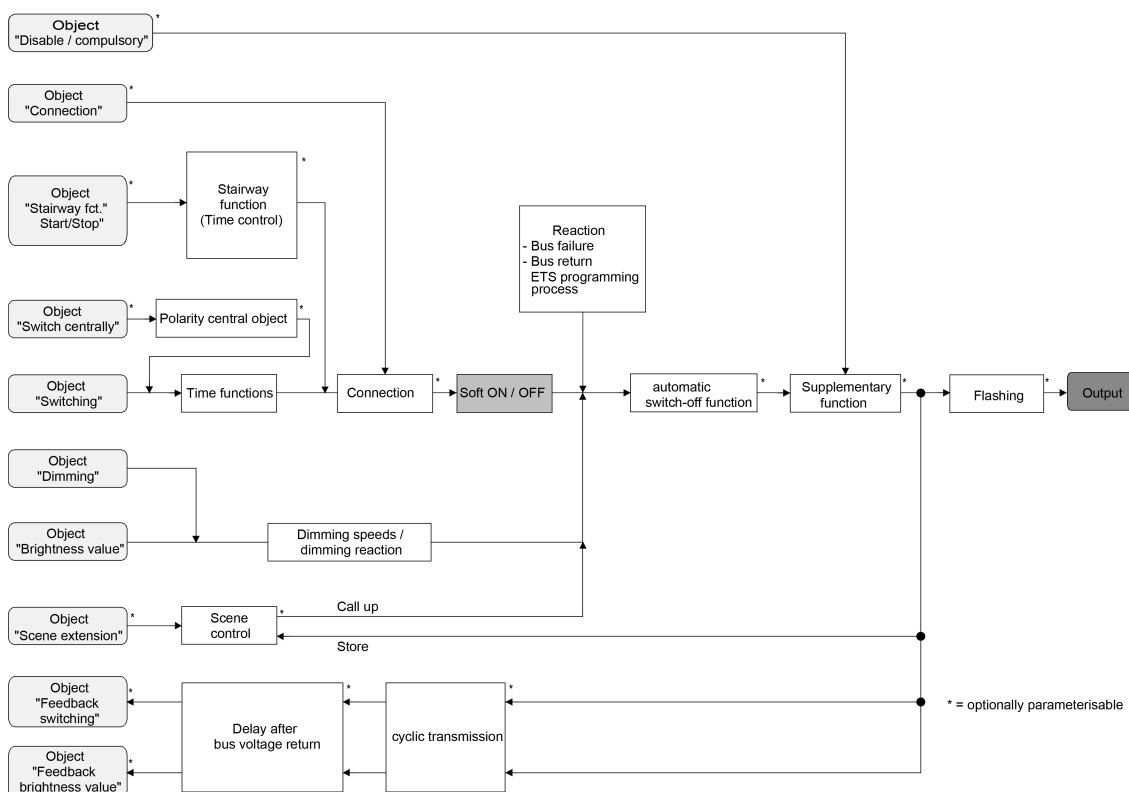 Object
"Disable / compulsory"
*
Object
"Connection"
*
Object
"Stairway fct."
Start/Stop"
*
Stairway
function
(Time control)
*
Reaction
- Bus failure
- Bus return
ETS programming
process
Object
"Switch centrally"
*
Polarity central object
*
Object
"Switching"
Time functions
Connection
*
Soft ON / OFF
automatic
switch-off function
*
Supplementary
function
*
Flashing
*
Output
Object
"Dimming"
Object
"Brightness value"
Dimming speeds /
dimming reaction
Object
"Scene extension"
*
Scene
control
*
Call up
Store
Object
"Feedback
switching"
*
Delay after
bus voltage return
*
cyclic transmission
*
* = optionally parameterisable
Object
"Feedback
brightness value"
*